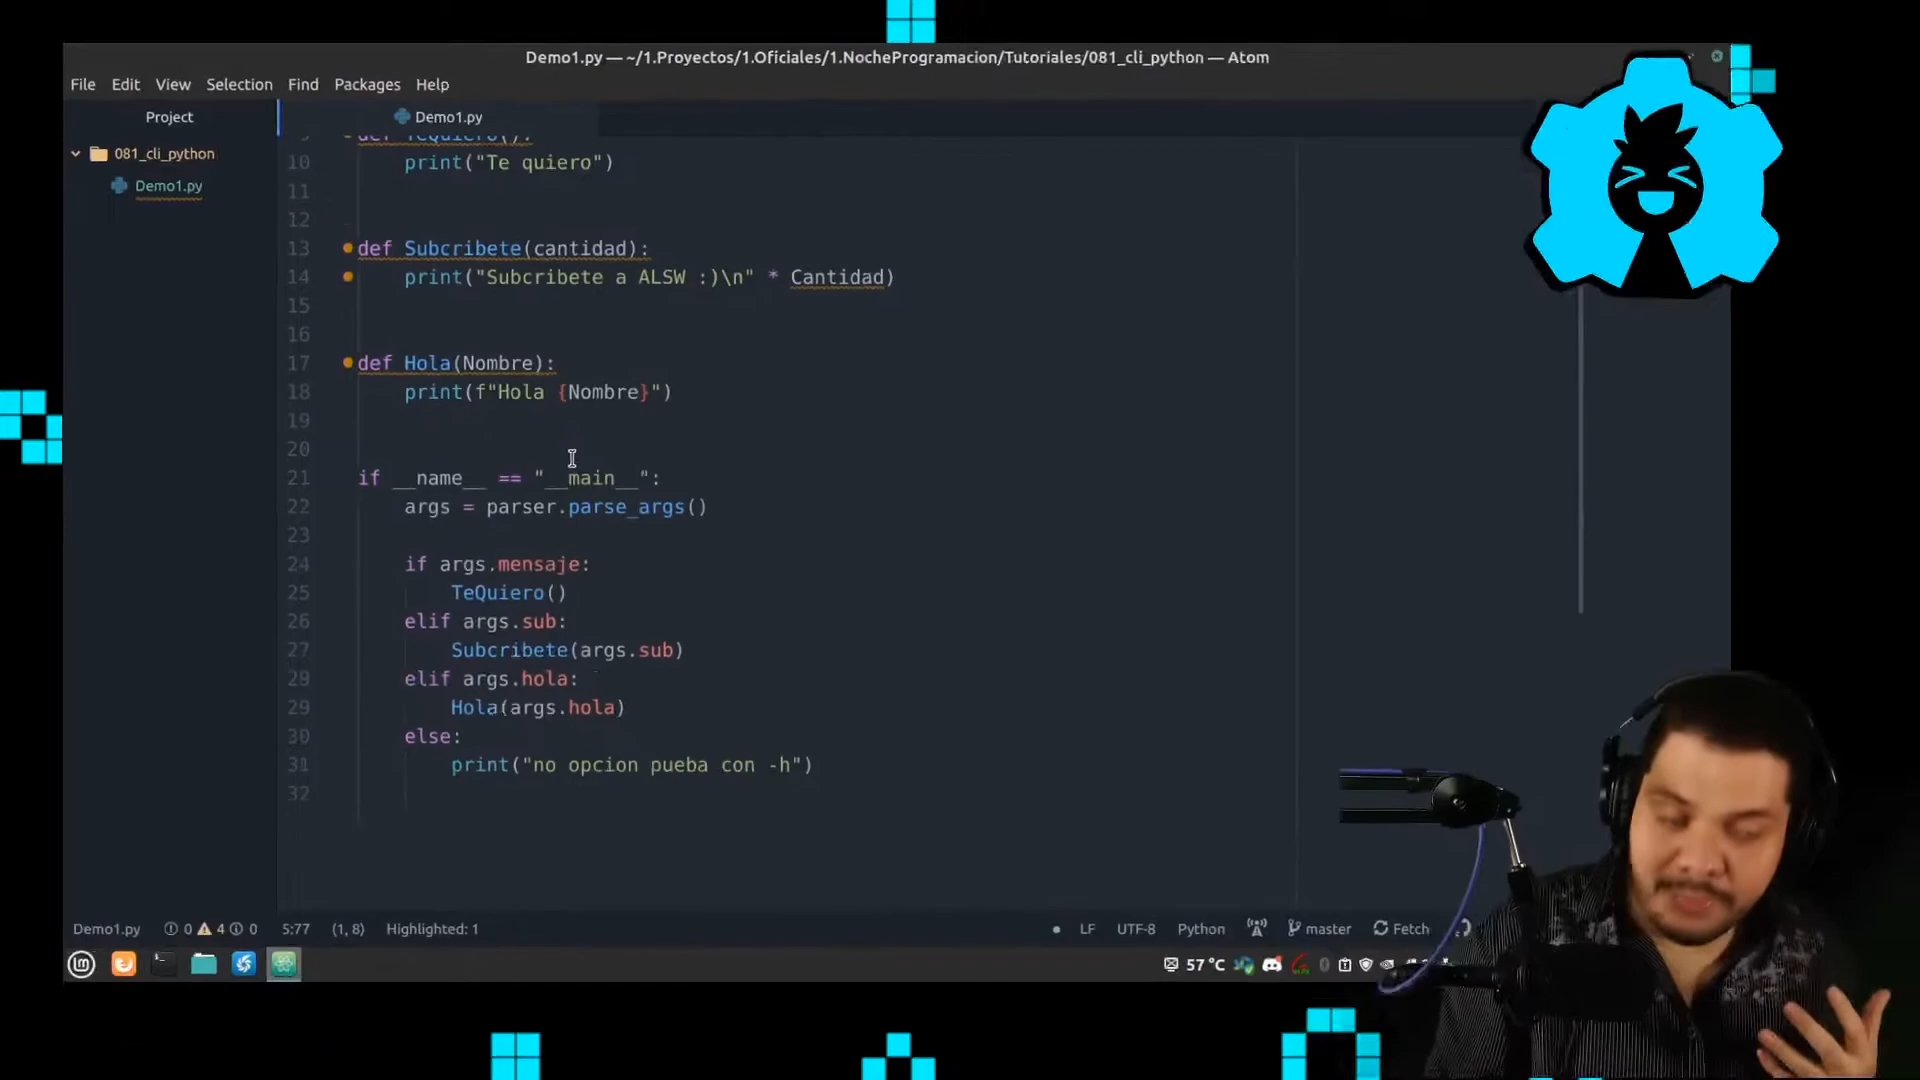 Demo1.py — ~/1.Proyectos/1.Oficiales/1.NocheProgramacion/Tutoriales/081_cli_python — Atom
File Edit View Selection Find Packages Help
Project
Demo1.py
081_cli_python
Demo1.py
9 def TeQuiero():
10 print("Te quiero")
11
12
13 def Subcribete(cantidad):
14 print("Subcribete a ALSW :)\n" * Cantidad)
15
16
17 def Hola(Nombre):
18 print(f"Hola {Nombre}")
19
20
21 if __name__ == "__main__":
22 args = parser.parse_args()
23
24 if args.mensaje:
25 TeQuiero()
26 elif args.sub:
27 Subcribete(args.sub)
29 elif args.hola:
29 Hola(args.hola)
30 else:
31 print("no opcion pueba con -h")
32
Demo1.py 0 4 0 5:77 (1, 8) Highlighted: 1 LF UTF-8 Python master Fetch
57 °C